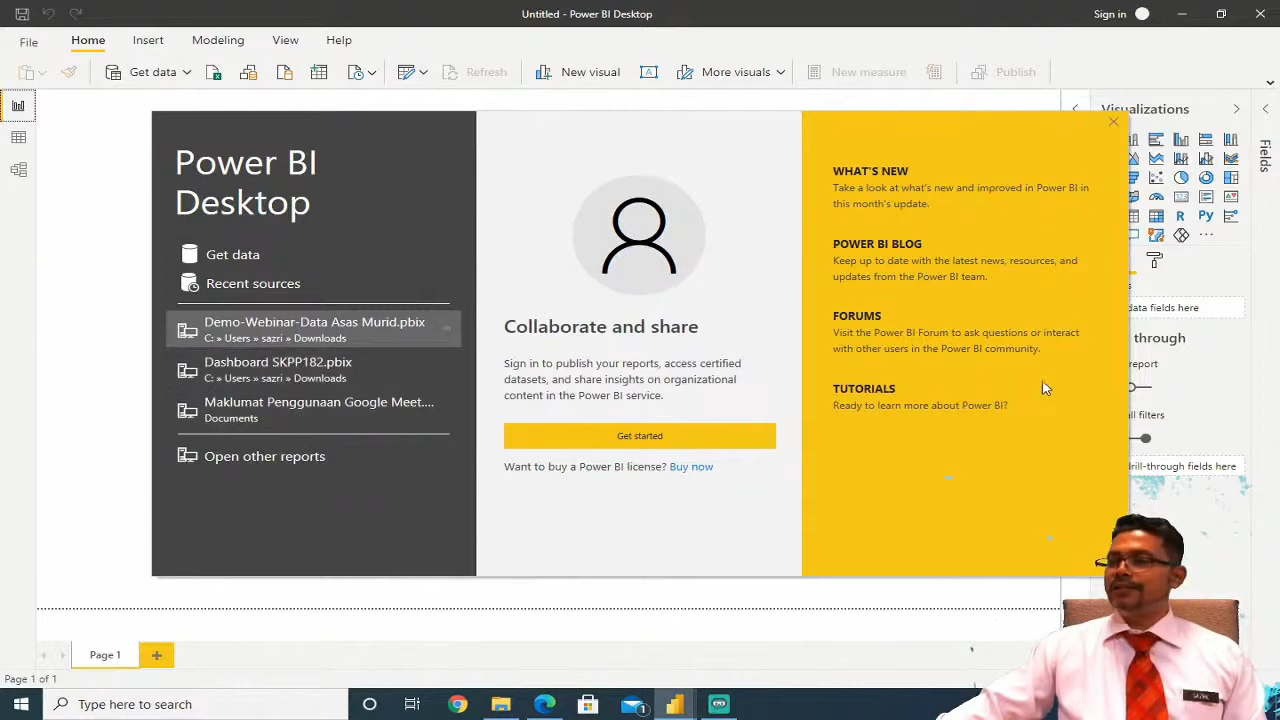 Untitled - Power BI Desktop
Sign in
File
Home
Insert
Modeling
View
Help
Get data
Refresh
New visual
More visuals
New measure
Publish
Power BI
Desktop
Get data
Recent sources
Demo-Webinar-Data Asas Murid.pbix
C: » Users » sazri » Downloads
Dashboard SKPP182.pbix
C: » Users » sazri » Downloads
Maklumat Penggunaan Google Meet....
Documents
Open other reports
Collaborate and share
Sign in to publish your reports, access certified
datasets, and share insights on organizational
content in the Power BI service.
Get started
Want to buy a Power BI license? Buy now
WHAT'S NEW
Take a look at what's new and improved in Power BI in
this month's update.
POWER BI BLOG
Keep up to date with the latest news, resources, and
updates from the Power BI team.
FORUMS
Visit the Power BI Forum to ask questions or interact
with other users in the Power BI community.
TUTORIALS
Ready to learn more about Power BI?
Visualizations
Fields
R
Py
data fields here
through
report
all filters
drill-through fields here
Page 1
Page 1 of 1
Type here to search
1